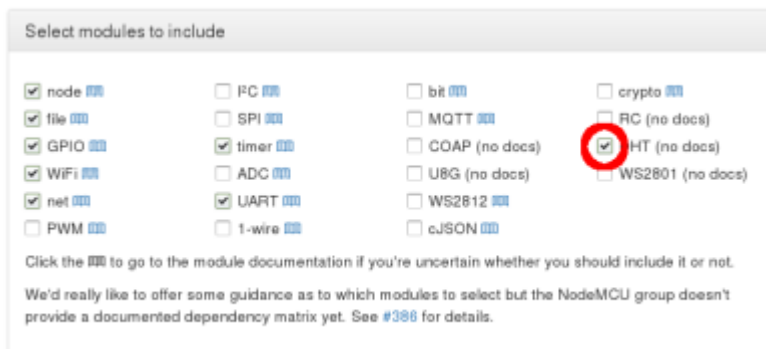 Select modules to include
node I²C bit crypto
file SPI MQTT RC (no docs)
GPIO timer COAP (no docs) DHT (no docs)
WiFi ADC U8G (no docs) WS2801 (no docs)
net UART WS2812
PWM 1-wire cJSON
Click the to go to the module documentation if you're uncertain whether you should include it or not.
We'd really like to offer some guidance as to which modules to select but the NodeMCU group doesn't
provide a documented dependency matrix yet. See #386 for details.